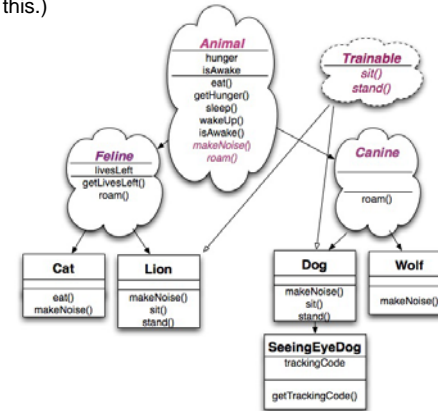 this.)
Animal
hunger
isAwake
eat()
getHunger()
sleep()
wakeUp()
isAwake()
makeNoise()
roam()
Trainable
sit()
stand()
Feline
livesLeft
getLivesLeft()
roam()
Canine
roam()
Cat
eat()
makeNoise()
Lion
makeNoise()
sit()
stand()
Dog
makeNoise()
sit()
stand()
Wolf
makeNoise()
SeeingEyeDog
trackingCode
getTrackingCode()